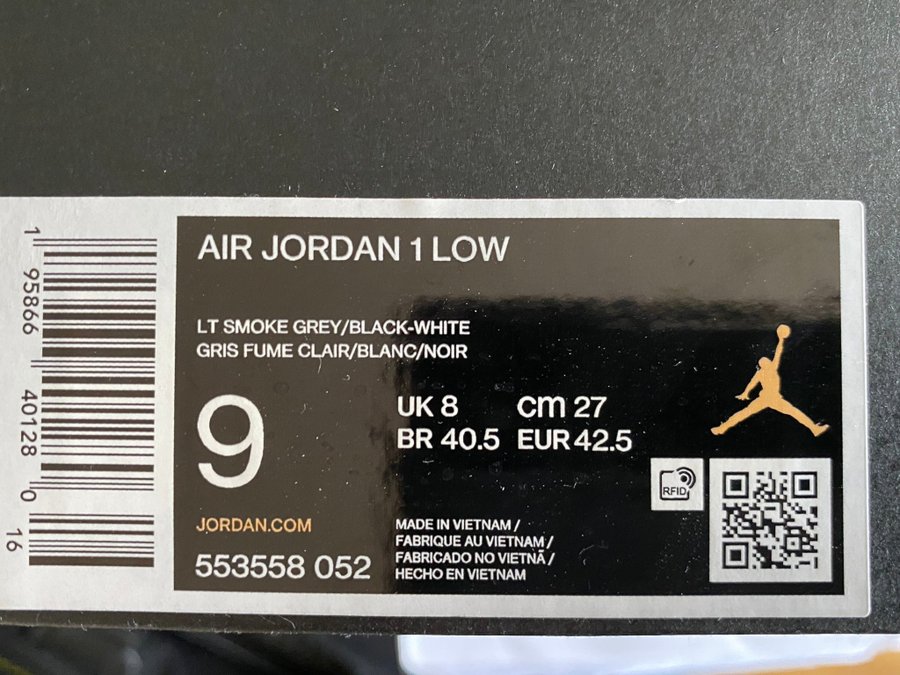 AIR JORDAN 1 LOW
LT SMOKE GREY/BLACK-WHITE
GRIS FUME CLAIR/BLANC/NOIR
9
UK 8 cm 27
BR 40.5 EUR 42.5
RFID
JORDAN.COM
553558 052
MADE IN VIETNAM /
FABRIQUE AU VIETNAM /
FABRICADO NO VIETNÃ /
HECHO EN VIETNAM
1 95866 40128 0 16